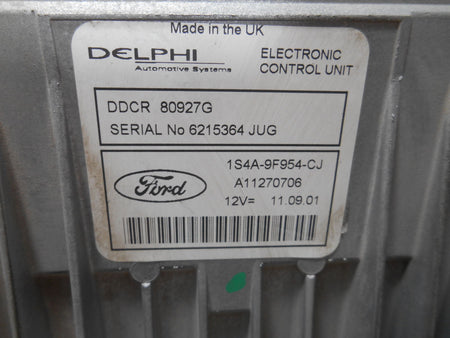 Made in the UK
DELPHI
Automotive Systems
ELECTRONIC
CONTROL UNIT
DDCR 80927G
SERIAL No 6215364 JUG
Ford
1S4A-9F954-CJ
A11270706
12V= 11.09.01